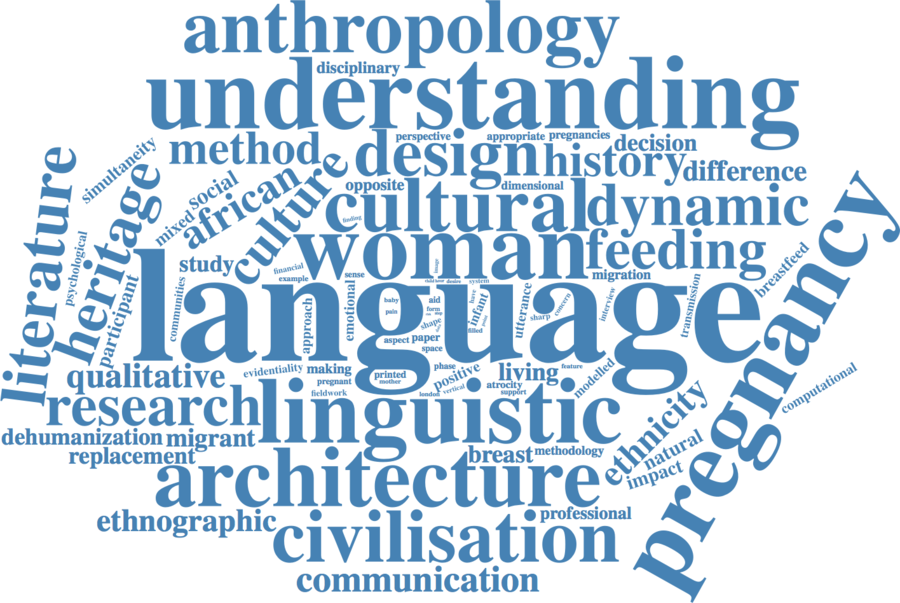 anthropology
disciplinary
understanding
perspective
appropriate
pregnancies
decision
method
design
history
difference
simultaneity
literature
heritage
social
mixed
african
culture
opposite
dimensional
cultural
dynamic
finding
woman
feeding
psychological
participant
communities
study
financial
example
sense
migration
breastfeed
language
approach
emotional
baby
pain
aid
form
shape
aspect
paper
space
infant
have
system
utterance
sharp
concern
interview
transmission
pregnancy
evidentiality
making
pregnant
fieldwork
printed
mother
phase
positive
vertical
london
living
atrocity
support
feature
modelled
computational
qualitative
research
linguistic
dehumanization
migrant
replacement
breast
methodology
ethnicity
natural
impact
architecture
ethnographic
civilisation
professional
communication